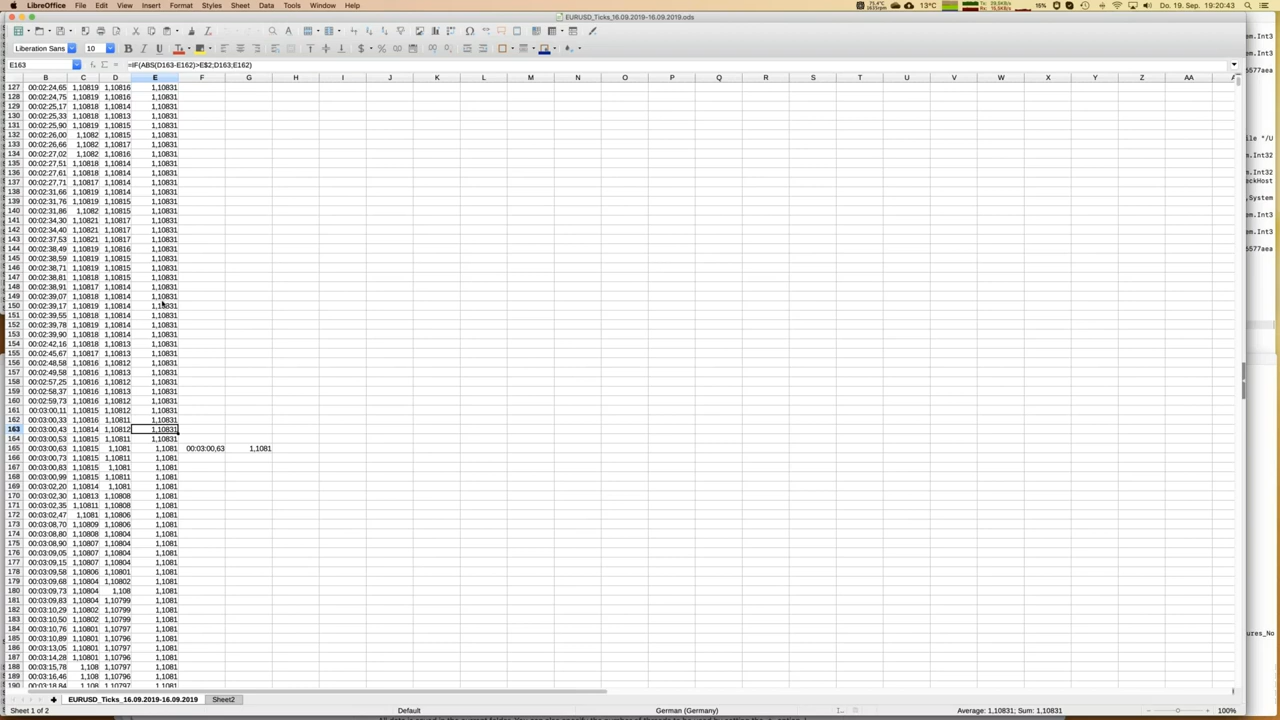 LibreOffice File Edit View Insert Format Styles Sheet Data Tools Window Help 13°C 15% Do. 19. Sep. 19:20:43
EURUSD_Ticks_16.09.2019-16.09.2019.ods
Liberation Sans 10
E163 =IF(ABS(D163-E162)>E$2;D163;E162)
B C D E F G H I J K L M N O P Q R S T U V W X Y Z AA
127 00:02:24,65 1,10819 1,10816 1,10831
128 00:02:24,75 1,10819 1,10815 1,10831
129 00:02:25,17 1,10818 1,10814 1,10831
130 00:02:25,33 1,10818 1,10813 1,10831
131 00:02:25,90 1,10819 1,10815 1,10831
132 00:02:26,00 1,1082 1,10815 1,10831
133 00:02:26,66 1,1082 1,10817 1,10831
134 00:02:27,02 1,1082 1,10816 1,10831
135 00:02:27,51 1,10818 1,10814 1,10831
136 00:02:27,61 1,10818 1,10814 1,10831
137 00:02:27,71 1,10817 1,10814 1,10831
138 00:02:31,66 1,10819 1,10814 1,10831
139 00:02:31,76 1,10819 1,10815 1,10831
140 00:02:31,86 1,1082 1,10815 1,10831
141 00:02:34,30 1,10821 1,10817 1,10831
142 00:02:34,40 1,10821 1,10817 1,10831
143 00:02:37,53 1,10821 1,10817 1,10831
144 00:02:38,49 1,10819 1,10816 1,10831
145 00:02:38,59 1,10819 1,10815 1,10831
146 00:02:38,71 1,10819 1,10815 1,10831
147 00:02:38,81 1,10818 1,10815 1,10831
148 00:02:38,91 1,10817 1,10814 1,10831
149 00:02:39,07 1,10818 1,10814 1,10831
150 00:02:39,17 1,10819 1,10814 1,10831
151 00:02:39,55 1,10818 1,10814 1,10831
152 00:02:39,78 1,10819 1,10814 1,10831
153 00:02:39,90 1,10818 1,10814 1,10831
154 00:02:42,16 1,10818 1,10813 1,10831
155 00:02:45,67 1,10817 1,10813 1,10831
156 00:02:48,58 1,10816 1,10812 1,10831
157 00:02:49,58 1,10816 1,10813 1,10831
158 00:02:57,25 1,10816 1,10812 1,10831
159 00:02:58,37 1,10816 1,10813 1,10831
160 00:02:59,73 1,10816 1,10812 1,10831
161 00:03:00,11 1,10815 1,10812 1,10831
162 00:03:00,33 1,10816 1,10811 1,10831
163 00:03:00,43 1,10814 1,10812 1,10831
164 00:03:00,53 1,10815 1,10811 1,10831
165 00:03:00,63 1,10815 1,1081 1,1081 00:03:00,63 1,1081
166 00:03:00,73 1,10815 1,10811 1,1081
167 00:03:00,83 1,10815 1,1081 1,1081
168 00:03:00,99 1,10815 1,10811 1,1081
169 00:03:02,20 1,10814 1,1081 1,1081
170 00:03:02,30 1,10813 1,10808 1,1081
171 00:03:02,35 1,10811 1,10808 1,1081
172 00:03:02,47 1,1081 1,10806 1,1081
173 00:03:08,70 1,10809 1,10806 1,1081
174 00:03:08,80 1,10808 1,10804 1,1081
175 00:03:08,90 1,10807 1,10804 1,1081
176 00:03:09,05 1,10807 1,10804 1,1081
177 00:03:09,15 1,10807 1,10804 1,1081
178 00:03:09,58 1,10806 1,10801 1,1081
179 00:03:09,68 1,10804 1,10802 1,1081
180 00:03:09,73 1,10804 1,108 1,1081
181 00:03:09,83 1,10804 1,10799 1,1081
182 00:03:10,29 1,10802 1,10799 1,1081
183 00:03:10,50 1,10802 1,10799 1,1081
184 00:03:10,76 1,10801 1,10797 1,1081
185 00:03:10,89 1,10801 1,10796 1,1081
186 00:03:13,05 1,10801 1,10796 1,1081
187 00:03:14,28 1,10801 1,10796 1,1081
188 00:03:15,78 1,108 1,10797 1,1081
189 00:03:16,46 1,108 1,10797 1,1081
190 00:03:18,84 1,108 1,10796 1,1081
EURUSD_Ticks_16.09.2019-16.09.2019 Sheet2
Sheet 1 of 2 Default German (Germany) Average: 1,10831; Sum: 1,10831 100%